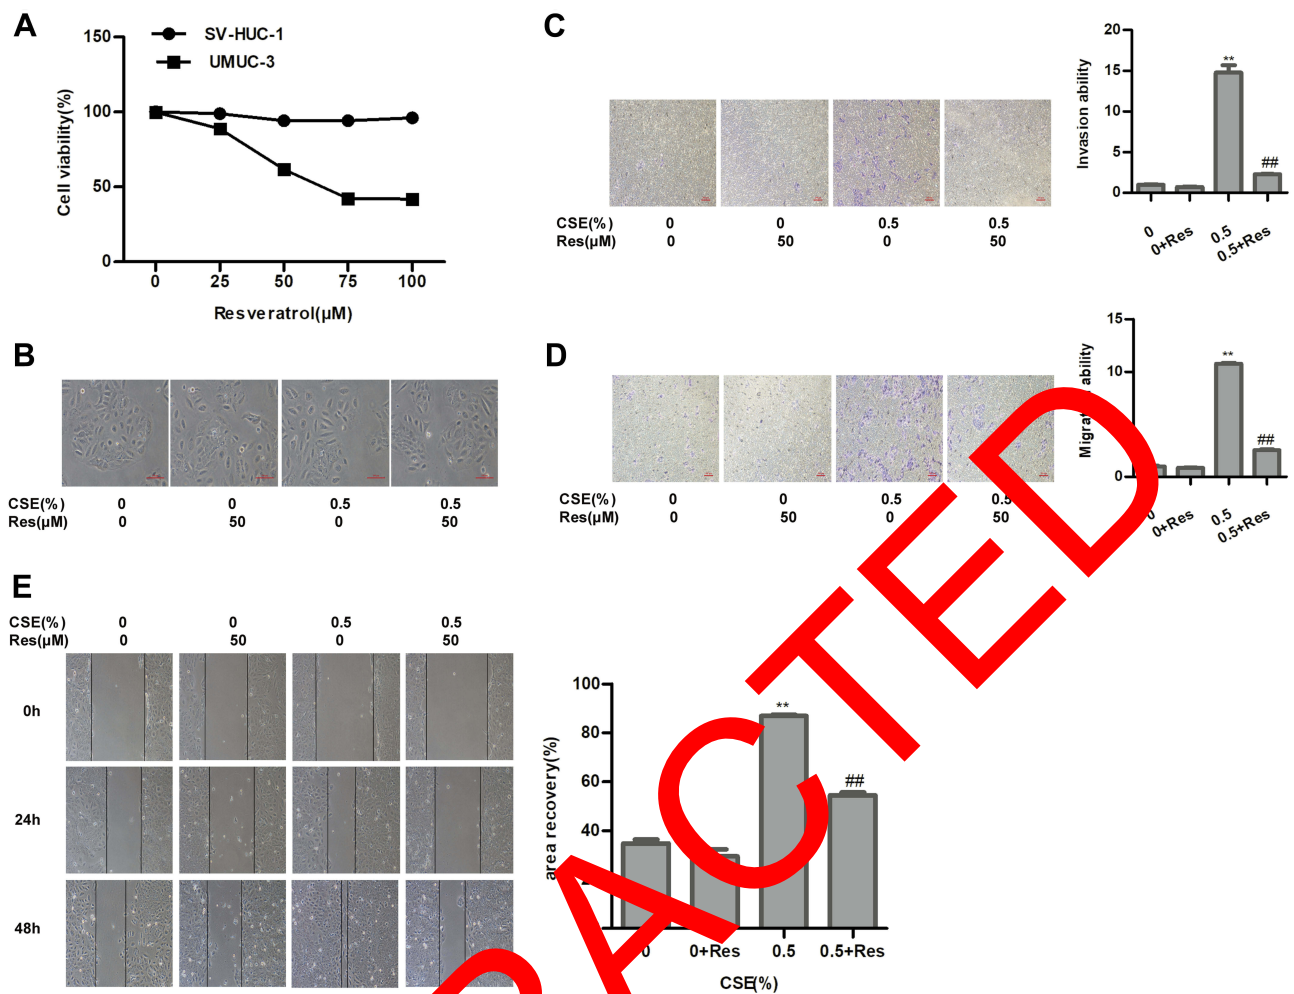 A
150
100
50
0
Cell viability(%)
SV-HUC-1
UMUC-3
0 25 50 75 100
Resveratrol(μM)
B
CSE(%) 0 0 0.5 0.5
Res(μM) 0 50 0 50
C
CSE(%) 0 0 0.5 0.5
Res(μM) 0 50 0 50
20
15
10
5
0
Invasion ability
**
##
0 0+Res 0.5 0.5+Res
D
CSE(%) 0 0 0.5 0.5
Res(μM) 0 50 0 50
15
10
5
0
ability
**
##
0+Res 0.5 0.5+Res
E
CSE(%) 0 0 0.5 0.5
Res(μM) 0 50 0 50
0h
24h
48h
100
80
60
40
area recovery(%)
**
##
0 0+Res 0.5 0.5+Res
CSE(%)
ACTED